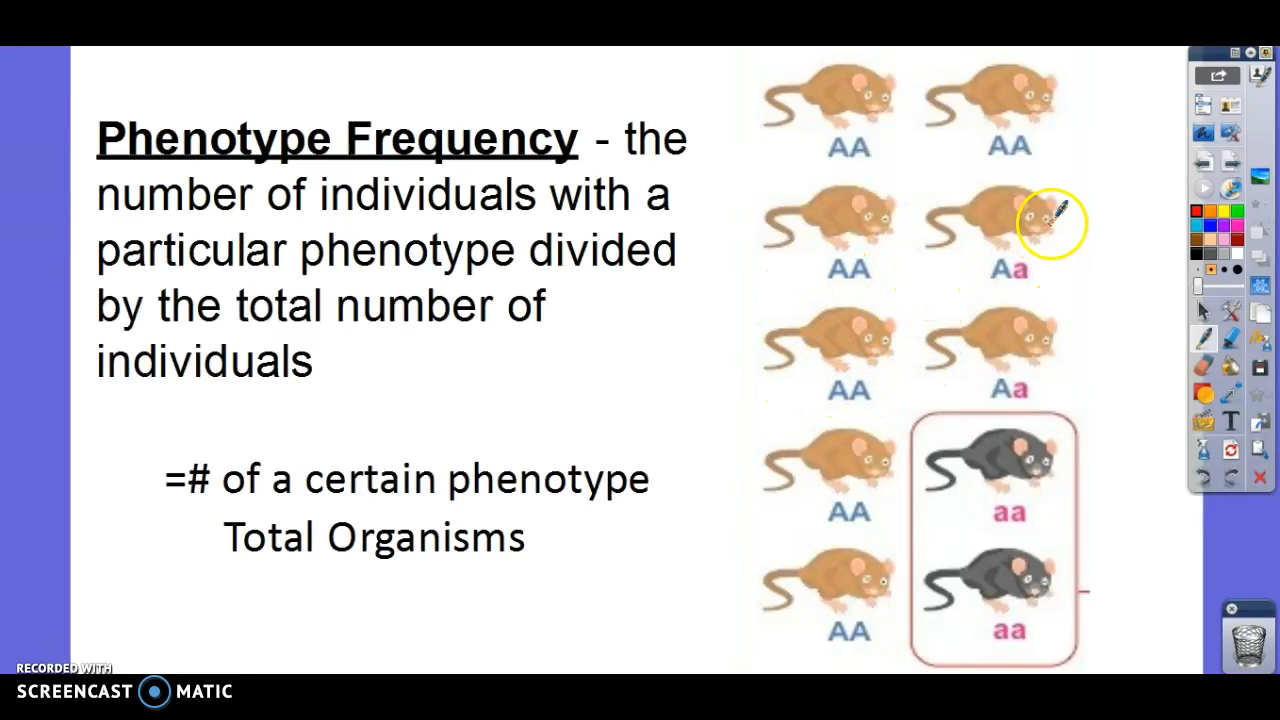 Phenotype Frequency - the
number of individuals with a
particular phenotype divided
by the total number of
individuals
=# of a certain phenotype
Total Organisms
AA AA
AA Aa
AA Aa
AA aa
AA aa
RECORDED WITH
SCREENCAST MATIC